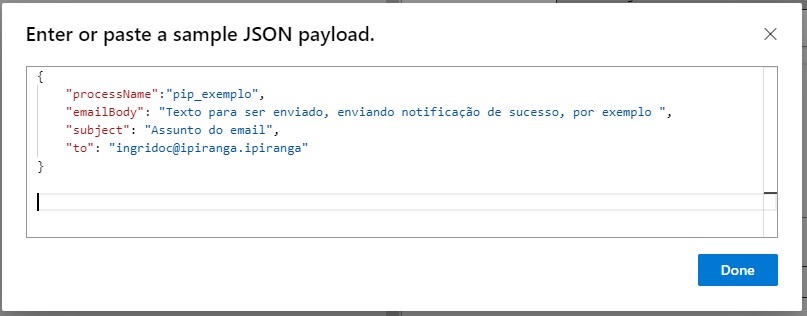 Enter or paste a sample JSON payload.
{
"processName":"pip_exemplo",
"emailBody": "Texto para ser enviado, enviando notificação de sucesso, por exemplo ",
"subject": "Assunto do email",
"to": "ingridoc@ipiranga.ipiranga"
}
Done